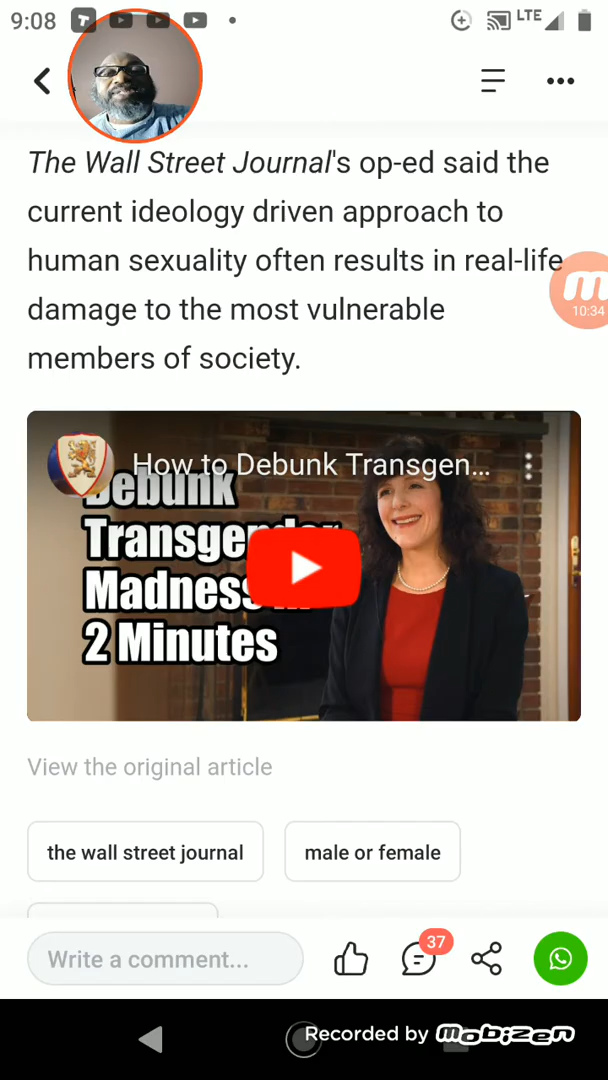 9:08
LTE
The Wall Street Journal's op-ed said the
current ideology driven approach to
human sexuality often results in real-life
damage to the most vulnerable
members of society.
10:34
How to Debunk Transgen...
Debunk
Transgender
Madness
2 Minutes
View the original article
the wall street journal
male or female
37
Write a comment...
Recorded by mobizen